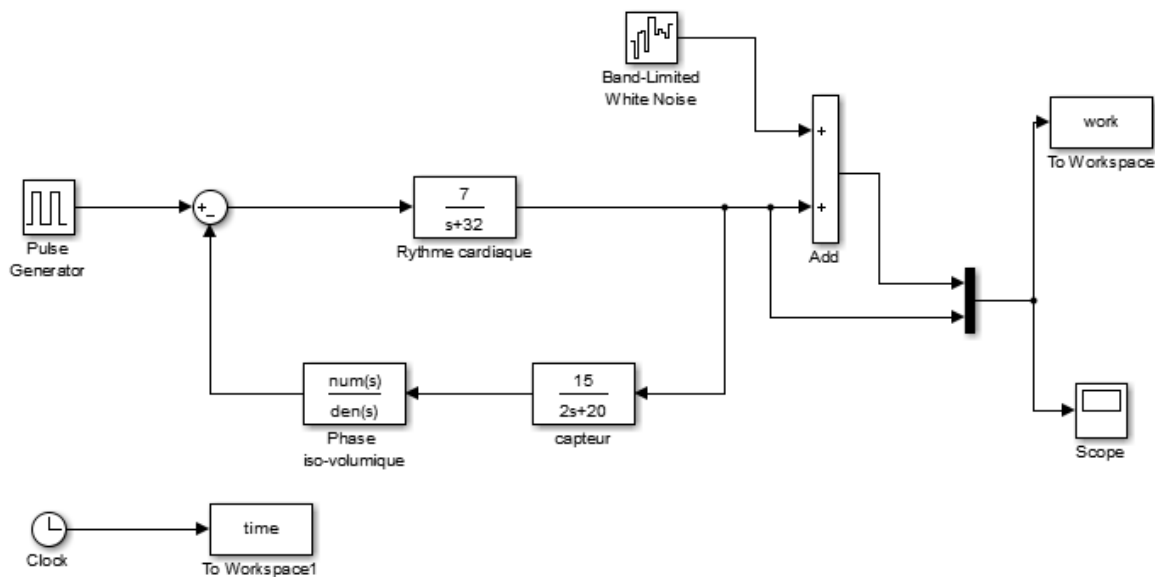 Band-Limited
White Noise
+
+
Add
work
To Workspace
Pulse
Generator
+
−
7
s+32
Rythme cardiaque
num(s)
den(s)
Phase
iso-volumique
15
2s+20
capteur
Scope
Clock
time
To Workspace1